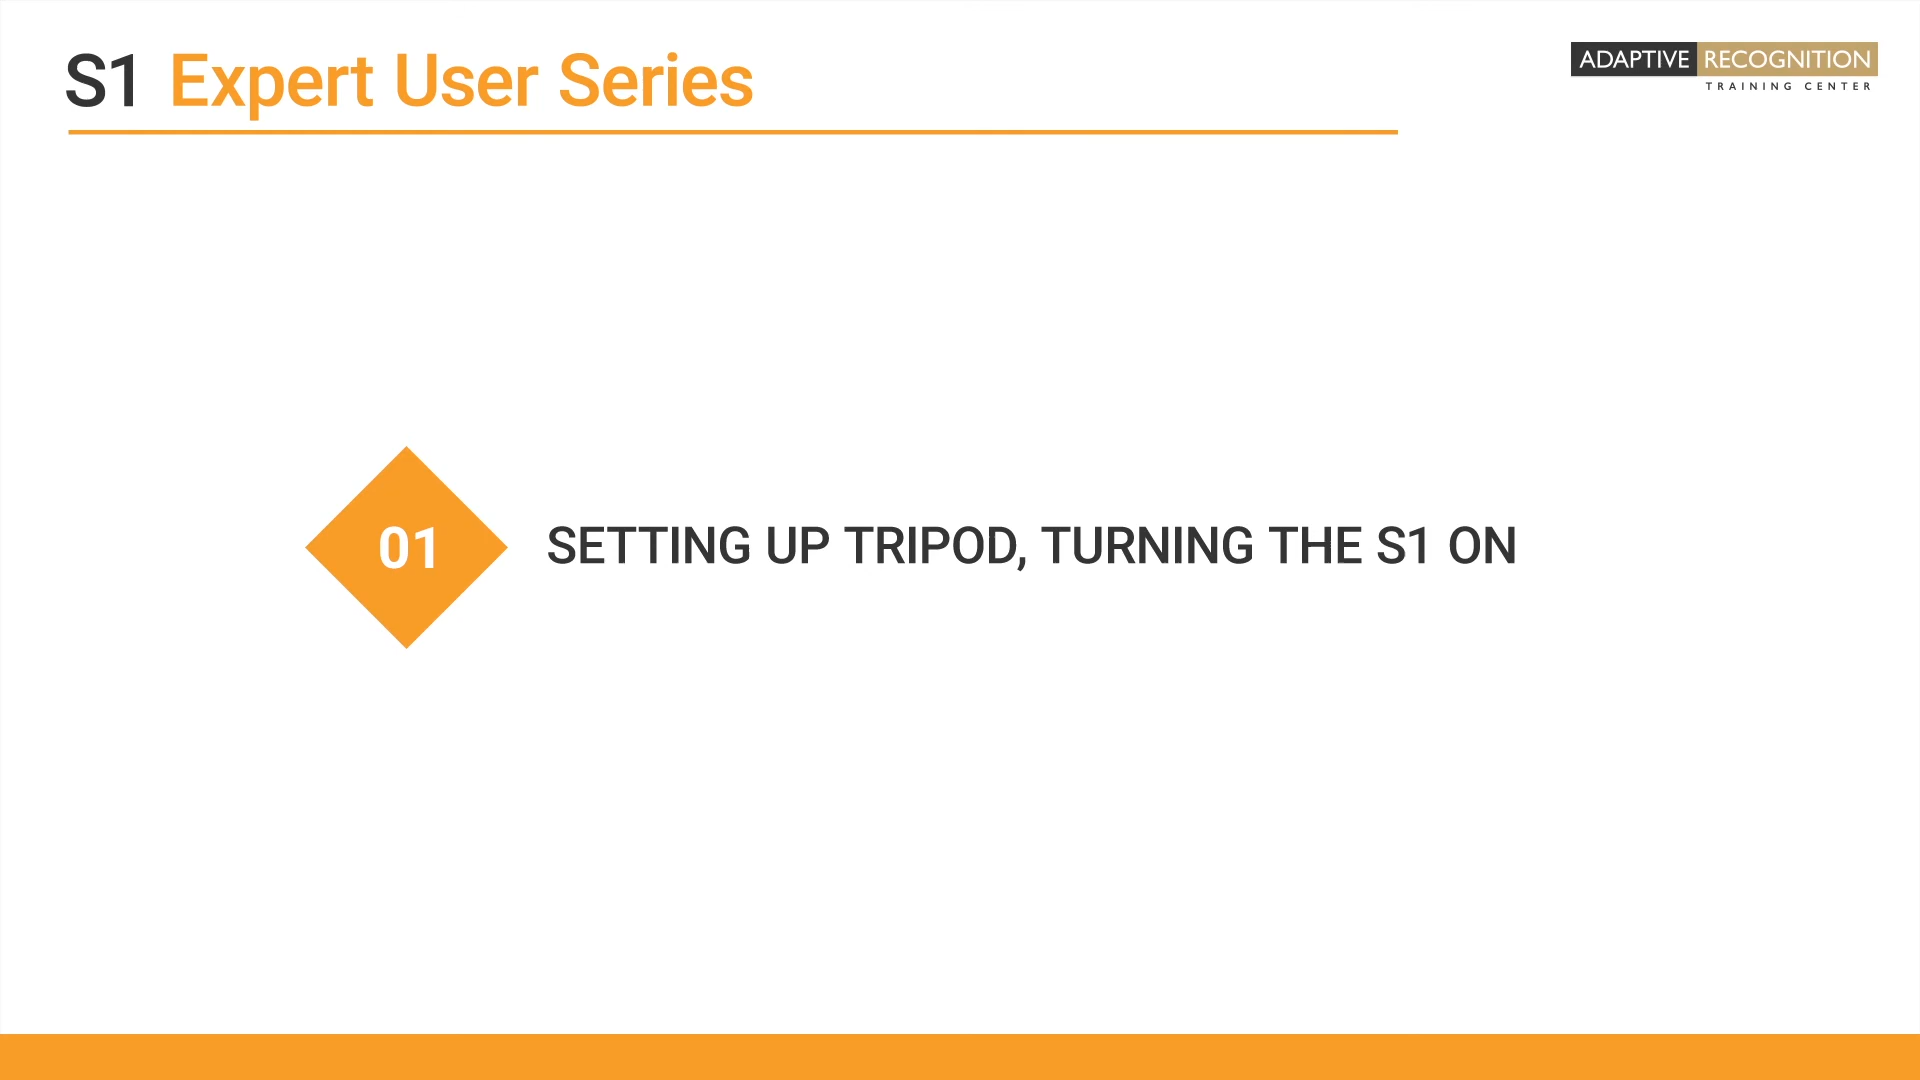 S1 Expert User Series
ADAPTIVE RECOGNITION
TRAINING CENTER
01
SETTING UP TRIPOD, TURNING THE S1 ON